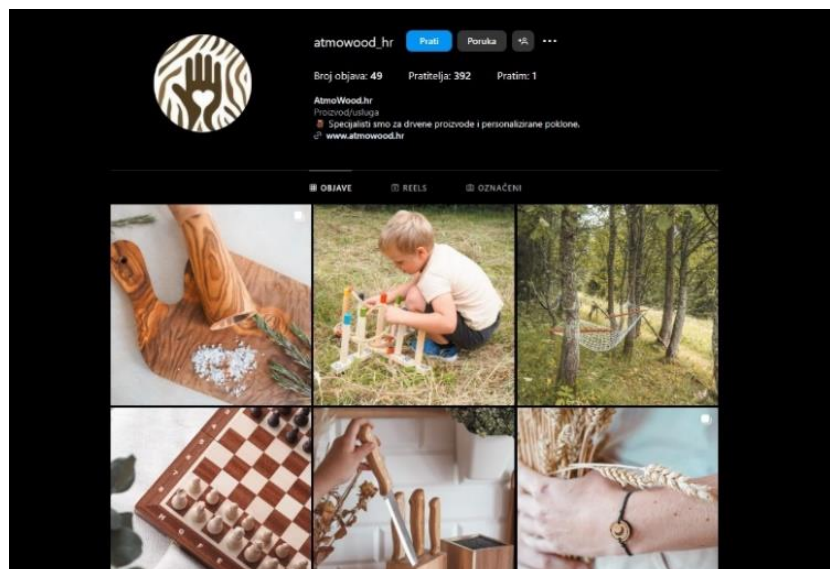 atmowood_hr Prati Poruka
Broj objava: 49 Pratitelja: 392 Pratim: 1
AtmoWood.hr
Proizvod/usluga
Specijalisti smo za drvene proizvode i personalizirane poklone.
www.atmowood.hr
OBJAVE REELS OZNAČENI